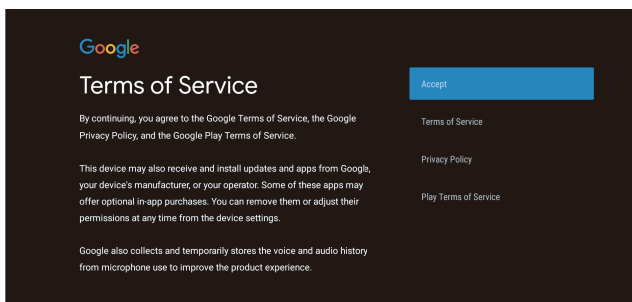 Google
Terms of Service
By continuing, you agree to the Google Terms of Service, the Google
Privacy Policy, and the Google Play Terms of Service.
This device may also receive and install updates and apps from Google,
your device's manufacturer, or your operator. Some of these apps may
offer optional in-app purchases. You can remove them or adjust their
permissions at any time from the device settings.
Google also collects and temporarily stores the voice and audio history
from microphone use to improve the product experience.
Accept
Terms of Service
Privacy Policy
Play Terms of Service